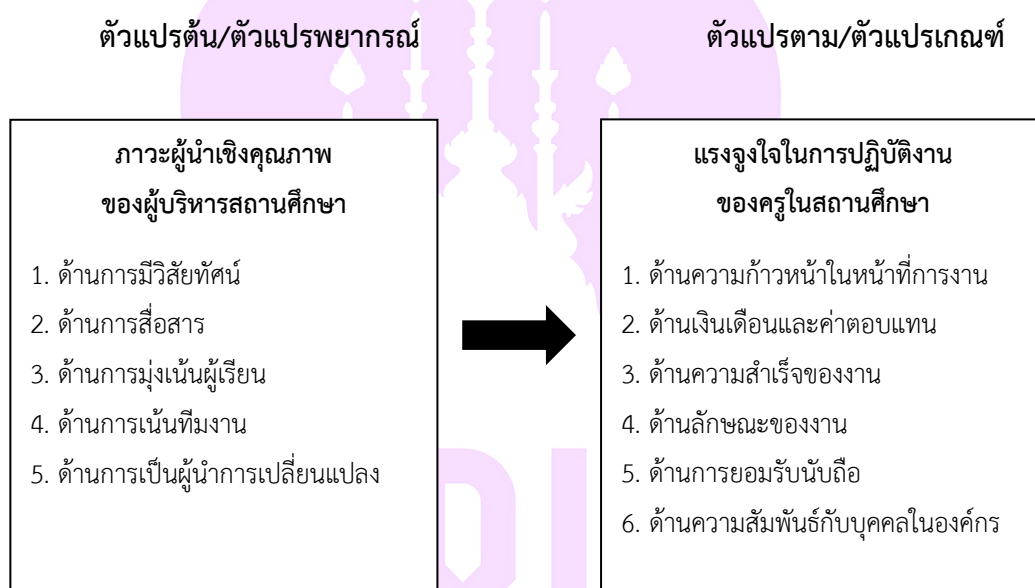 ตัวแปรต้น/ตัวแปรพยากรณ์
ตัวแปรตาม/ตัวแปรเกณฑ์
ภาวะผู้นำเชิงคุณภาพ
ของผู้บริหารสถานศึกษา
1. ด้านการมีวิสัยทัศน์
2. ด้านการสื่อสาร
3. ด้านการมุ่งเน้นผู้เรียน
4. ด้านการเน้นทีมงาน
5. ด้านการเป็นผู้นำการเปลี่ยนแปลง
แรงจูงใจในการปฏิบัติงาน
ของครูในสถานศึกษา
1. ด้านความก้าวหน้าในหน้าที่การงาน
2. ด้านเงินเดือนและค่าตอบแทน
3. ด้านความสำเร็จของงาน
4. ด้านลักษณะของงาน
5. ด้านการยอมรับนับถือ
6. ด้านความสัมพันธ์กับบุคคลในองค์กร